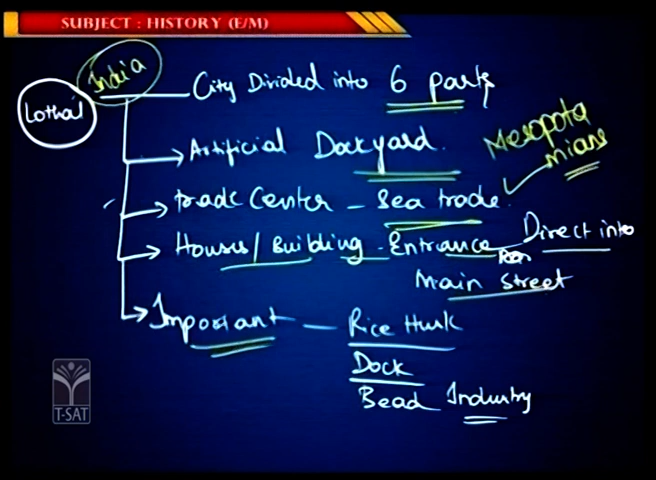 SUBJECT : HISTORY (E/M)
India
Lothal
City Divided into 6 parts
Artificial Dockyard.
Mesopota
mians
trade Center - Sea trade.
Houses/Building - Entrance Direct into
Main Street
Important - Rice Husk
Dock
Bead Industry
T-SAT